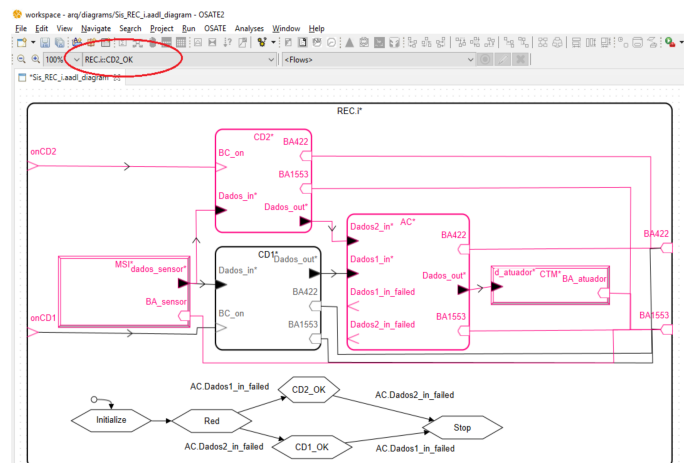 workspace - arq/diagrams/Sis_REC_i.aadl_diagram - OSATE2
File Edit View Navigate Search Project Run OSATE Analyses Window Help
100% REC.i::CD2_OK <Flows>
*Sis_REC_i.aadl_diagram
REC.i*
onCD2
CD2*
BA422
BC_on
BA1553
Dados_in*
Dados_out*
Dados2_in* AC*
BA422
BA422
MSI* dados_sensor*
CD1* Dados_out*
Dados_in*
Dados1_in*
d_atuador* CTM*
Dados_out*
BA_atuador
BA_sensor
BA422
Dados1_in_failed
onCD1
BC_on
BA1553
Dados2_in_failed
BA1553
BA1553
AC.Dados1_in_failed
CD2_OK
AC.Dados2_in_failed
Initialize
Red
Stop
AC.Dados2_in_failed
CD1_OK
AC.Dados1_in_failed